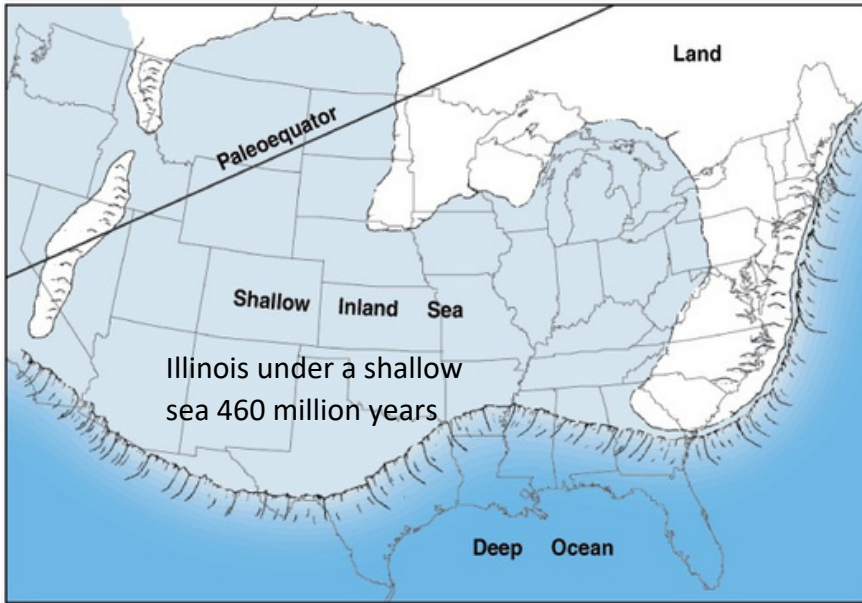 Land
Paleoequator
Shallow Inland Sea
Illinois under a shallow
sea 460 million years
Deep Ocean